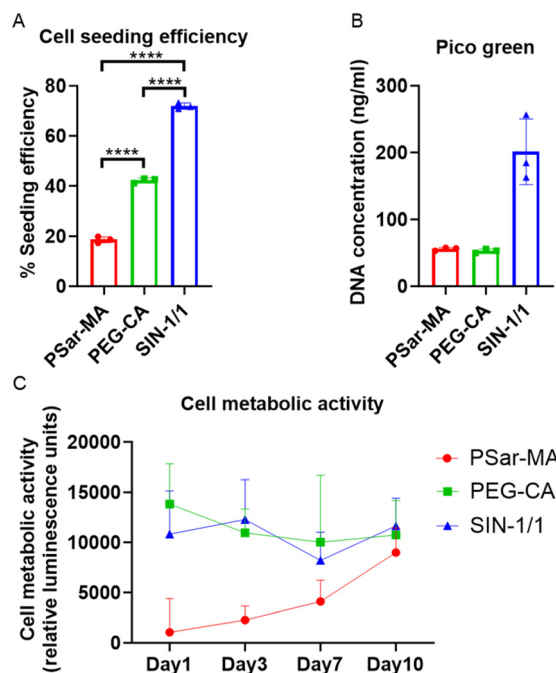 A
Cell seeding efficiency
****
****
****
% Seeding efficiency
80
60
40
20
0
PSar-MA
PEG-CA
SIN-1/1
B
Pico green
DNA concentration (ng/ml)
300
200
100
50
0
PSar-MA
PEG-CA
SIN-1/1
C
Cell metabolic activity
Cell metabolic activity
(relative luminescence units)
20000
15000
10000
5000
0
Day1
Day3
Day7
Day10
PSar-MA
PEG-CA
SIN-1/1